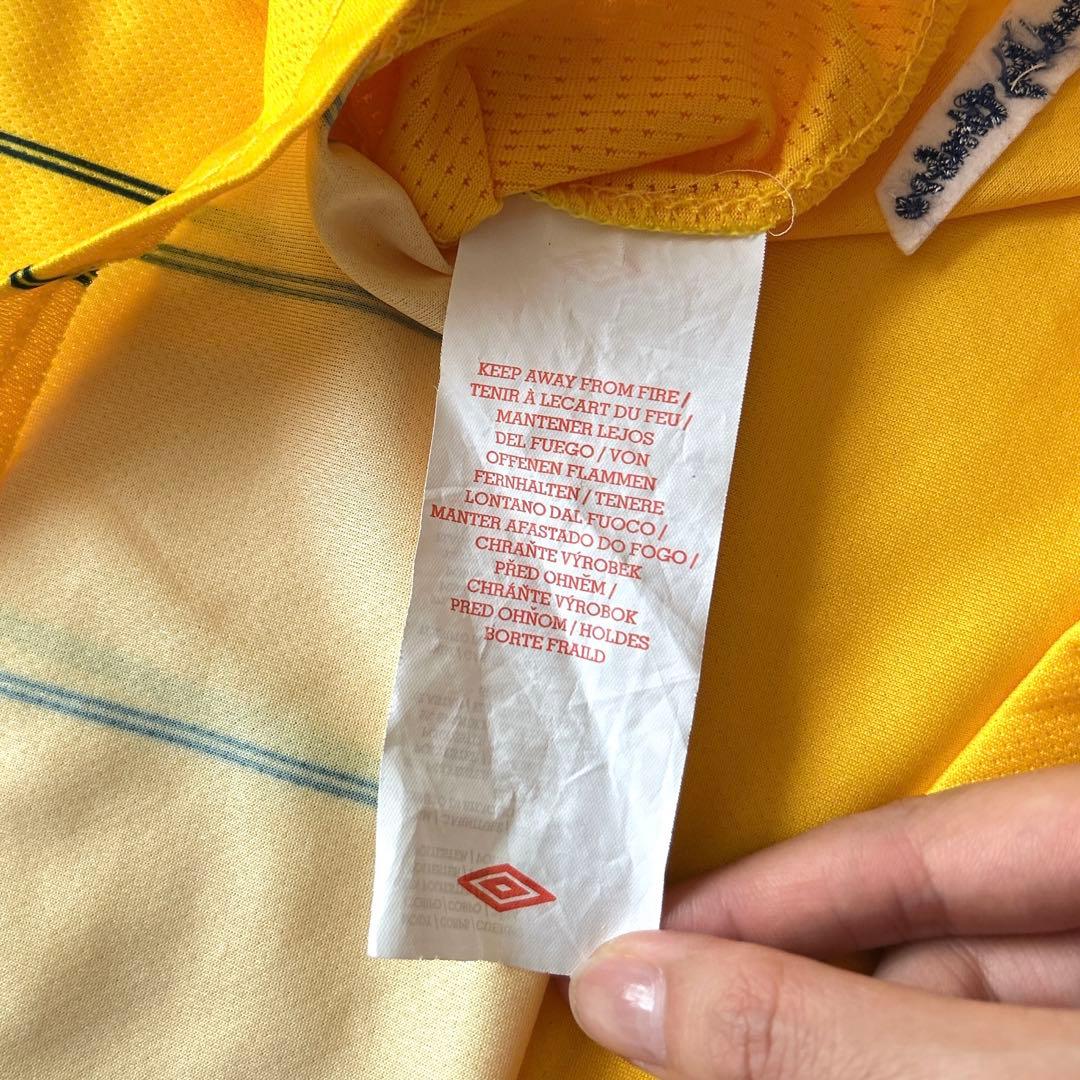 KEEP AWAY FROM FIRE /
TENIR À LECART DU FEU /
MANTENER LEJOS
DEL FUEGO / VON
OFFENEN FLAMMEN
FERNHALTEN / TENERE
LONTANO DAL FUOCO /
MANTER AFASTADO DO FOGO /
CHRAŇTE VÝROBEK
PŘED OHNĚM /
CHRÁŇTE VÝROBOK
PRED OHŇOM / HOLDES
BORTE FRAILD